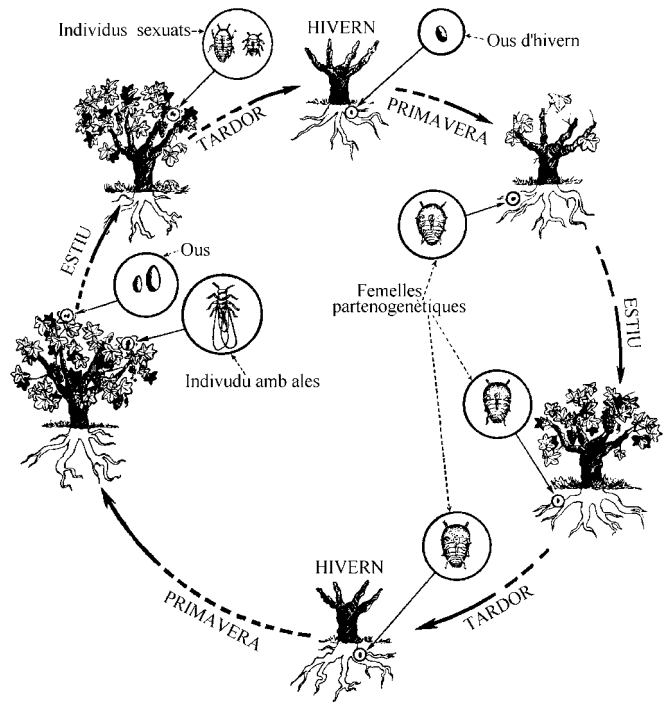 Individus sexuats
HIVERN
Ous d'hivern
TARDOR
PRIMAVERA
ESTIU
Ous
Femelles
partenogenètiques
ESTIU
Indivudu amb ales
HIVERN
PRIMAVERA
TARDOR